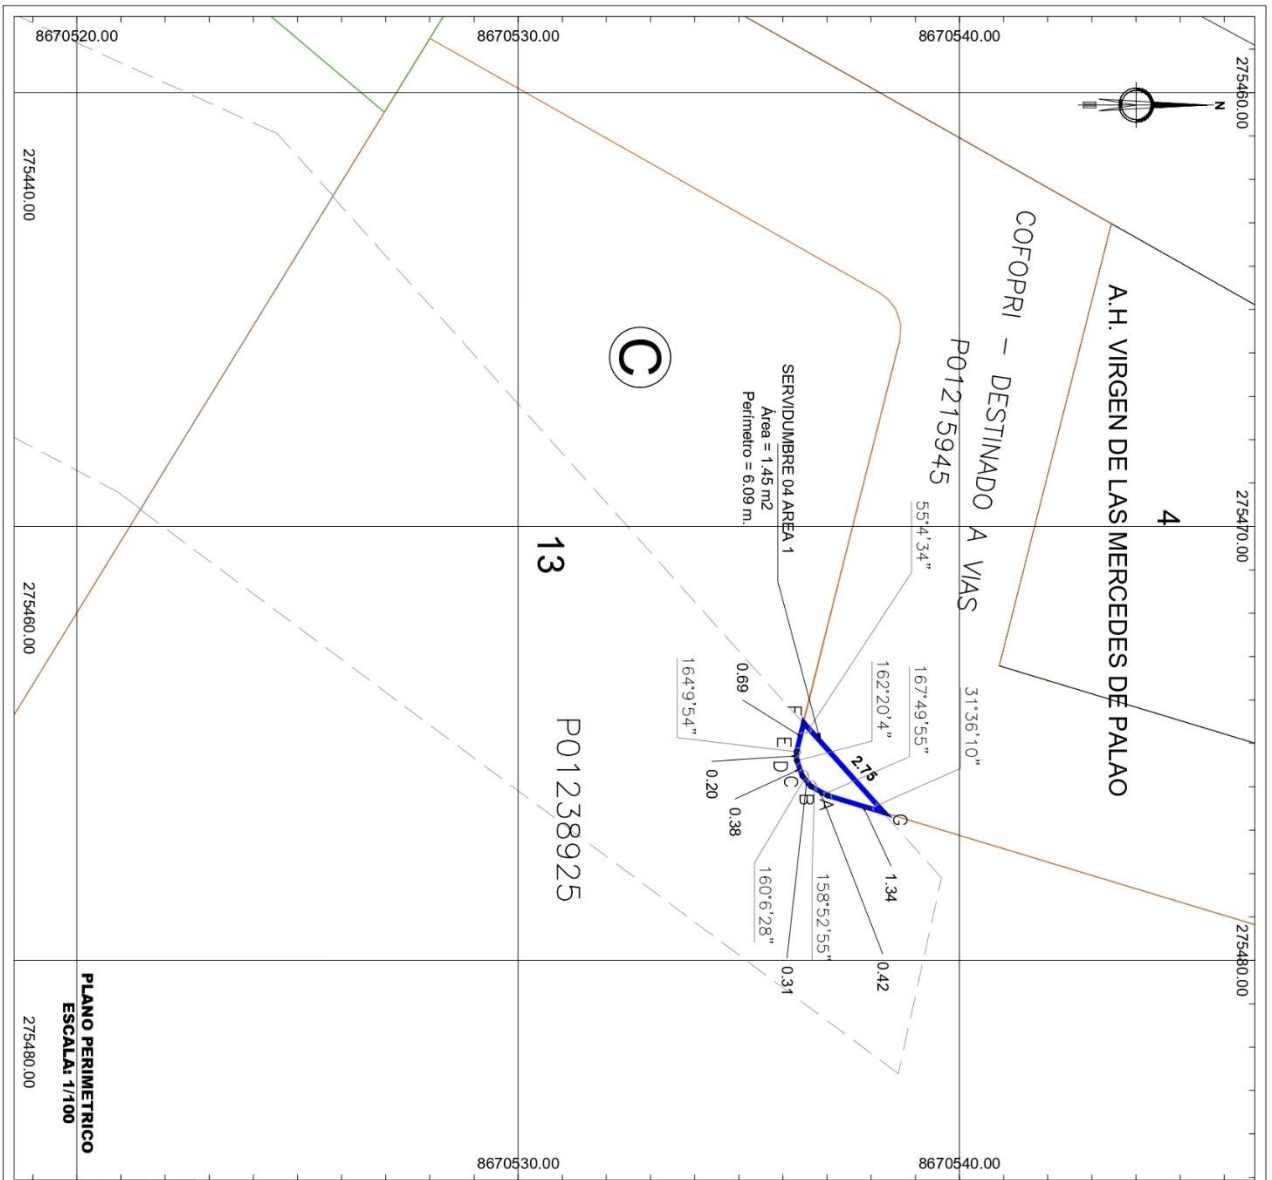 8670520.00
8670530.00
8670540.00
275460.00
N
275440.00
COFOPRI - DESTINADO A VIAS
P01215945
A.H. VIRGEN DE LAS MERCEDES DE PALAO
4
C
SERVIDUMBRE 04 AREA 1
Área = 1.45 m2
Perímetro = 6.09 m.
275470.00
13
55°4'34"
31°36'10"
167°49'55"
162°20'4"
164°9'54"
0.69
F
E
D
C
B
A
G
2.75
0.20
0.38
1.34
0.42
0.31
158°52'55"
160°6'28"
275460.00
P01238925
275480.00
275480.00
PLANO PERIMETRICO
ESCALA: 1/100
8670530.00
8670540.00